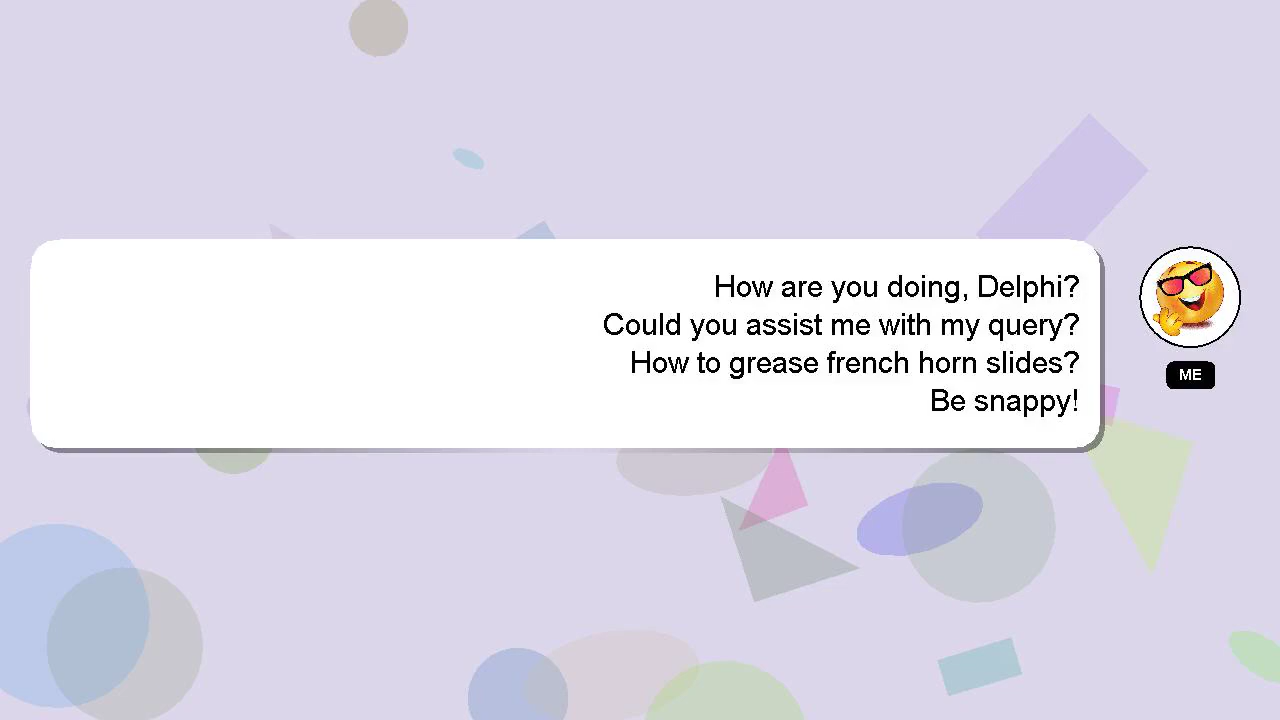 How are you doing, Delphi?
Could you assist me with my query?
How to grease french horn slides?
Be snappy!
ME